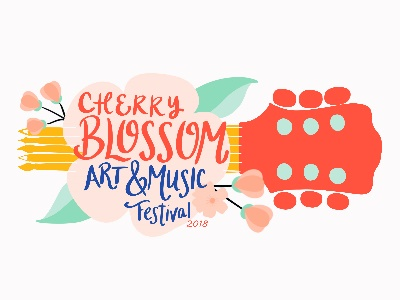 CHERRY
BLOSSOM
ART & MUSIC
Festival
2018